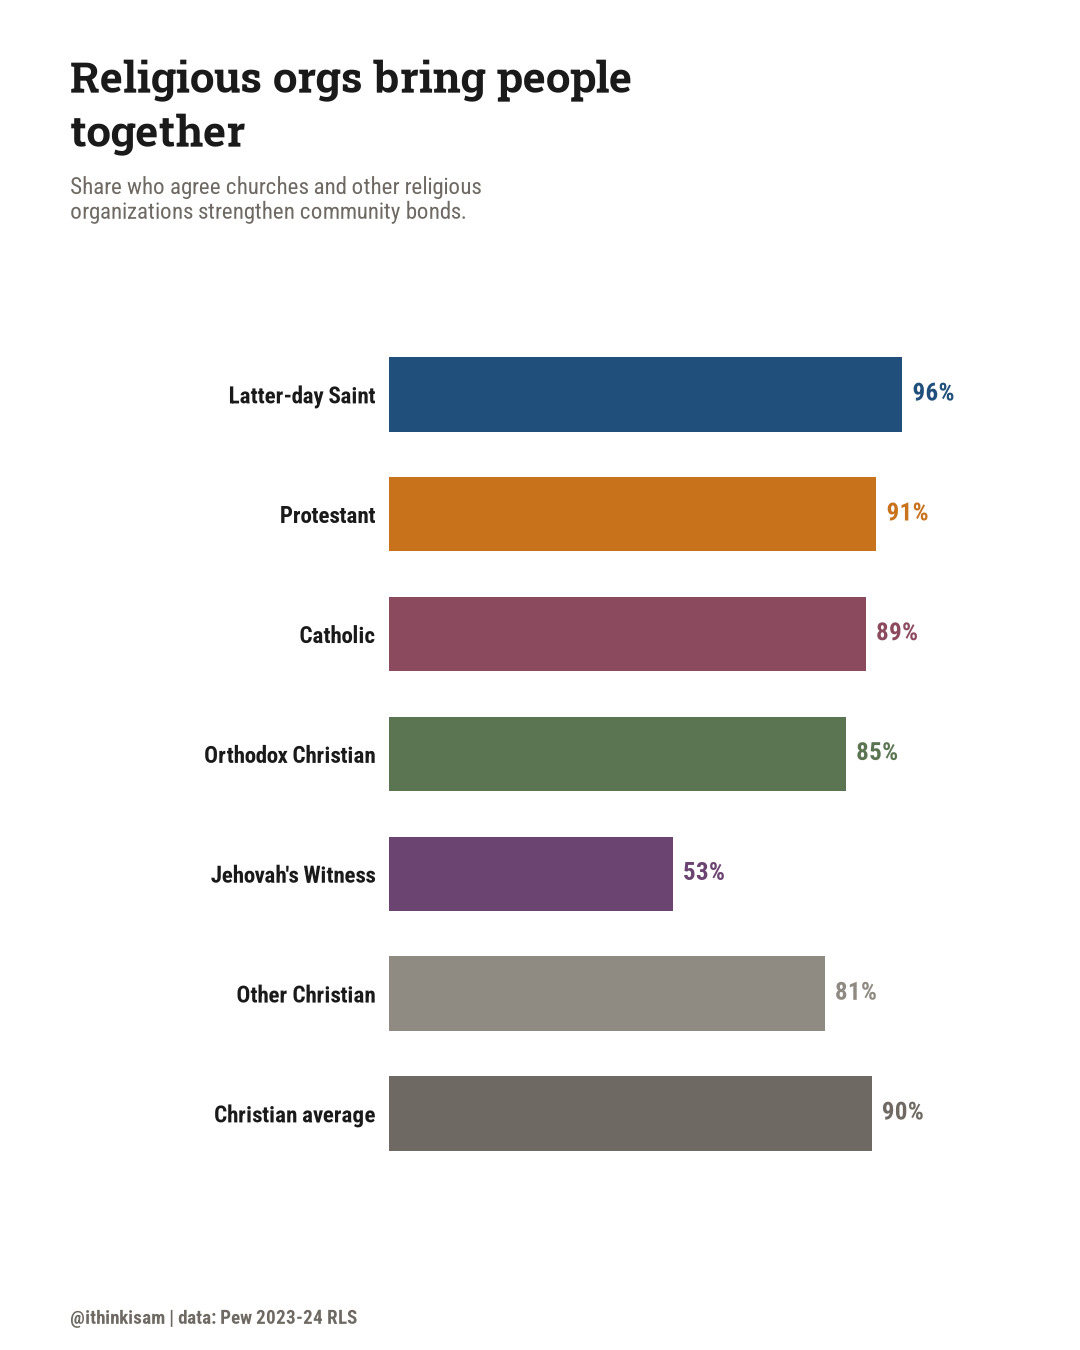 Religious orgs bring people
together
Share who agree churches and other religious
organizations strengthen community bonds.
Latter-day Saint 96%
Protestant 91%
Catholic 89%
Orthodox Christian 85%
Jehovah's Witness 53%
Other Christian 81%
Christian average 90%
@ithinkisam | data: Pew 2023-24 RLS